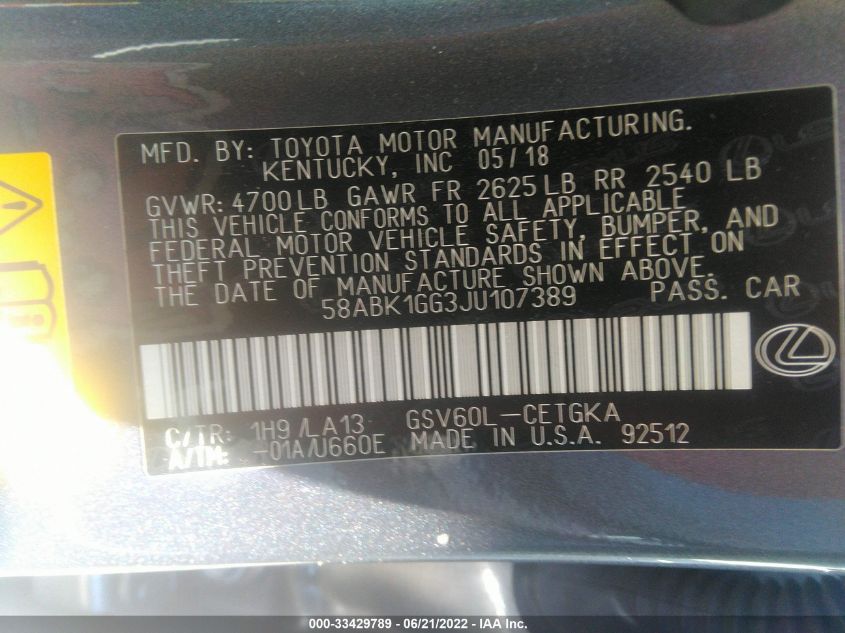 MFD. BY: TOYOTA MOTOR MANUFACTURING.
KENTUCKY, INC 05/18
GVWR: 4700LB GAWR FR 2625LB RR 2540 LB
THIS VEHICLE CONFORMS TO ALL APPLICABLE
FEDERAL MOTOR VEHICLE SAFETY, BUMPER, AND
THEFT PREVENTION STANDARDS IN EFFECT ON
THE DATE OF MANUFACTURE SHOWN ABOVE.
58ABK1GG3JU107389 PASS. CAR
C/TR: 1H9/LA13 GSV60L-CETGKA
A/TM: -01A/U660E MADE IN U.S.A. 92512
000-33429789 | 06/21/2022 - IAA Inc.